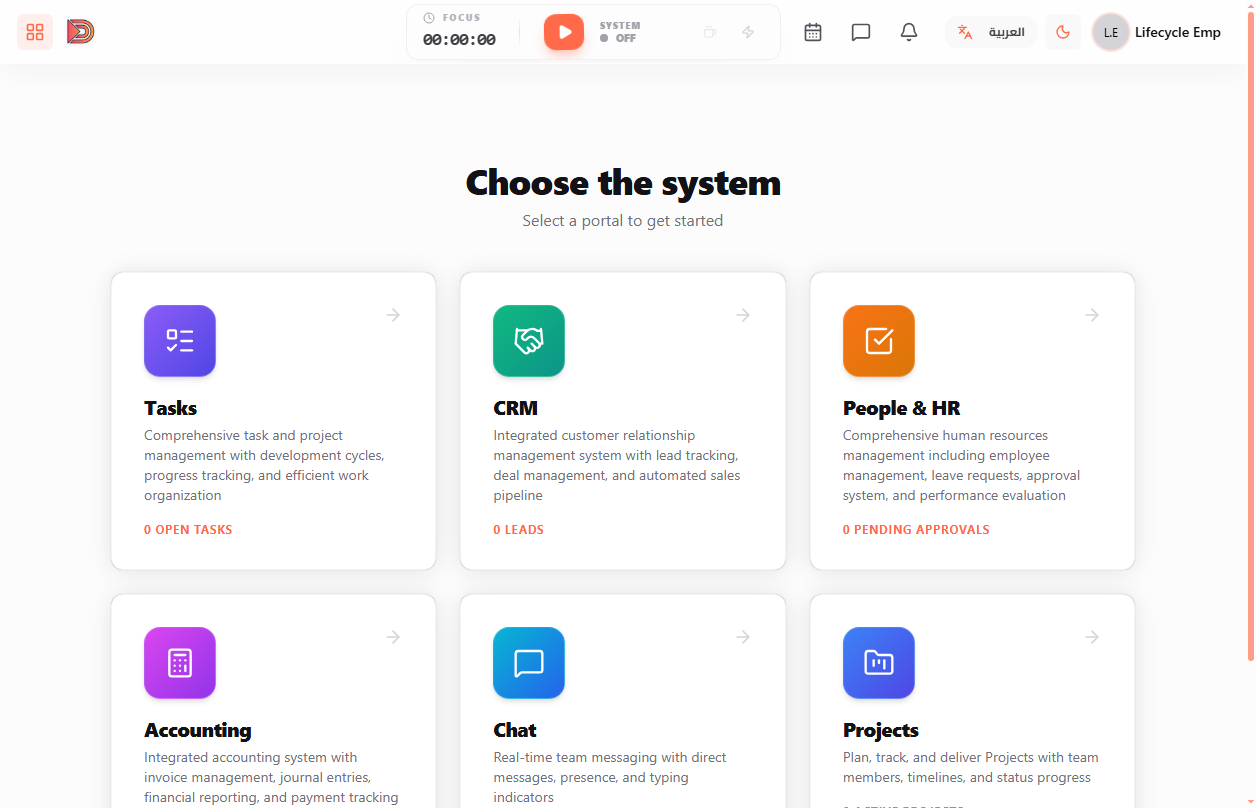 FOCUS
00:00:00
SYSTEM
OFF
العربية
L.E
Lifecycle Emp
Choose the system
Select a portal to get started
Tasks
Comprehensive task and project
management with development cycles,
progress tracking, and efficient work
organization
0 OPEN TASKS
CRM
Integrated customer relationship
management system with lead tracking,
deal management, and automated sales
pipeline
0 LEADS
People & HR
Comprehensive human resources
management including employee
management, leave requests, approval
system, and performance evaluation
0 PENDING APPROVALS
Accounting
Integrated accounting system with
invoice management, journal entries,
financial reporting, and payment tracking
Chat
Real-time team messaging with direct
messages, presence, and typing
indicators
Projects
Plan, track, and deliver Projects with team
members, timelines, and status progress